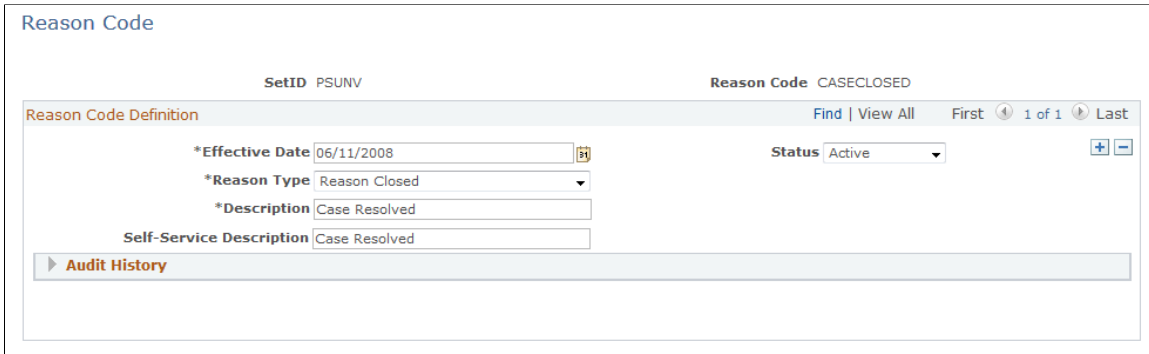 Reason Code
SetID PSUNV Reason Code CASECLOSED
Reason Code Definition Find | View All First 1 of 1 Last
*Effective Date 06/11/2008 31 Status Active
*Reason Type Reason Closed
*Description Case Resolved
Self-Service Description Case Resolved
Audit History